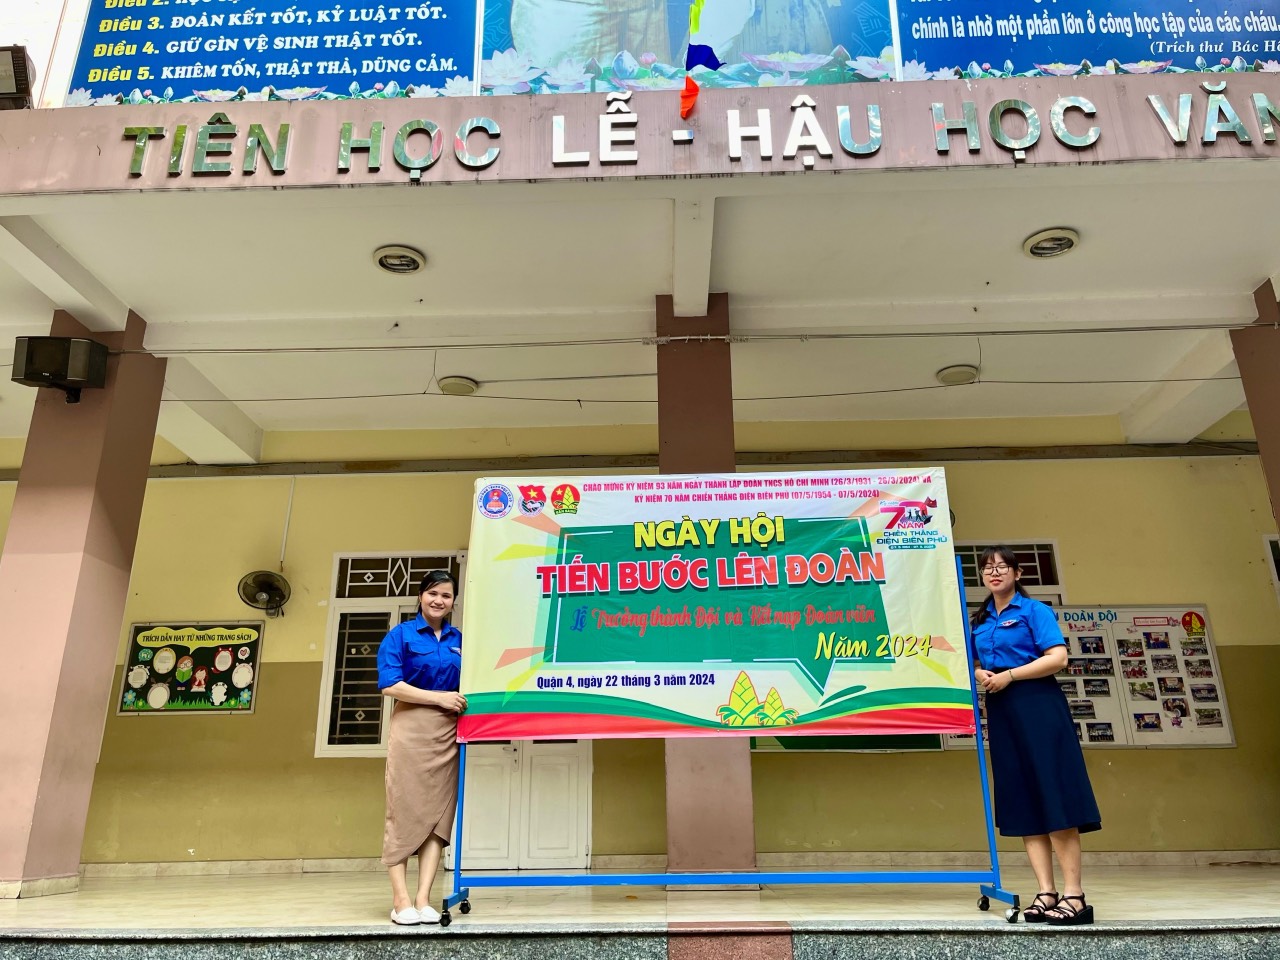 Điều 3. ĐOÀN KẾT TỐT, KỶ LUẬT TỐT.
Điều 4. GIỮ GÌN VỆ SINH THẬT TỐT.
Điều 5. KHIÊM TỐN, THẬT THÀ, DŨNG CẢM.
chính là nhờ một phần lớn ở công học tập của các cháu.
(Trích thư Bác Hồ
TIÊN HỌC LỄ - HẬU HỌC VĂN
CHÀO MỪNG KỶ NIỆM 93 NĂM NGÀY THÀNH LẬP ĐOÀN TNCS HỒ CHÍ MINH (26/3/1931 - 26/3/2024) VÀ
KỶ NIỆM 70 NĂM CHIẾN THẮNG ĐIỆN BIÊN PHỦ (07/5/1954 - 07/5/2024)
70 NĂM
CHIẾN THẮNG
ĐIỆN BIÊN PHỦ
NGÀY HỘI
TIẾN BƯỚC LÊN ĐOÀN
Lễ Trưởng thành Đội và Kết nạp Đoàn viên
Năm 2024
Quận 4, ngày 22 tháng 3 năm 2024
TRÍCH DẪN HAY TỪ NHỮNG TRANG SÁCH
ĐOÀN ĐỘI